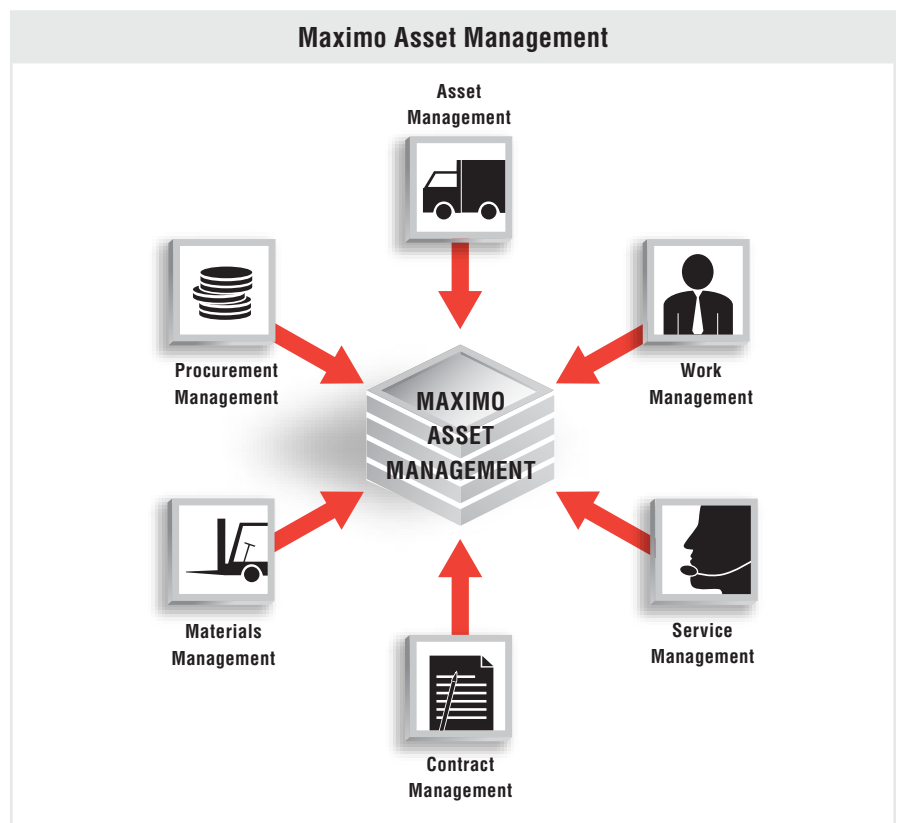 Maximo Asset Management
Asset
Management
Procurement
Management
Work
Management
MAXIMO
ASSET
MANAGEMENT
Materials
Management
Service
Management
Contract
Management